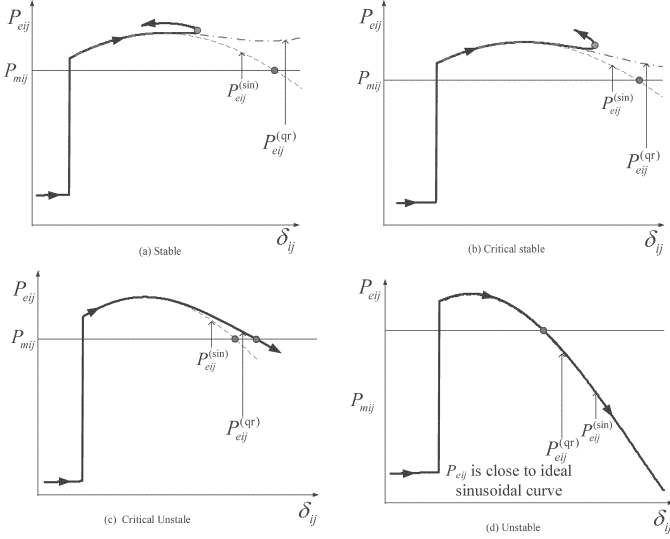 P_eij
P_mij
P_eij^(sin)
P_eij^(qr)
δ_ij
(a) Stable
P_eij
P_mij
P_eij^(sin)
P_eij^(qr)
δ_ij
(b) Critical stable
P_eij
P_mij
P_eij^(sin)
P_eij^(qr)
δ_ij
(c) Critical Unstale
P_eij
P_mij
P_eij^(qr)
P_eij^(sin)
P_eij is close to ideal
sinusoidal curve
δ_ij
(d) Unstable